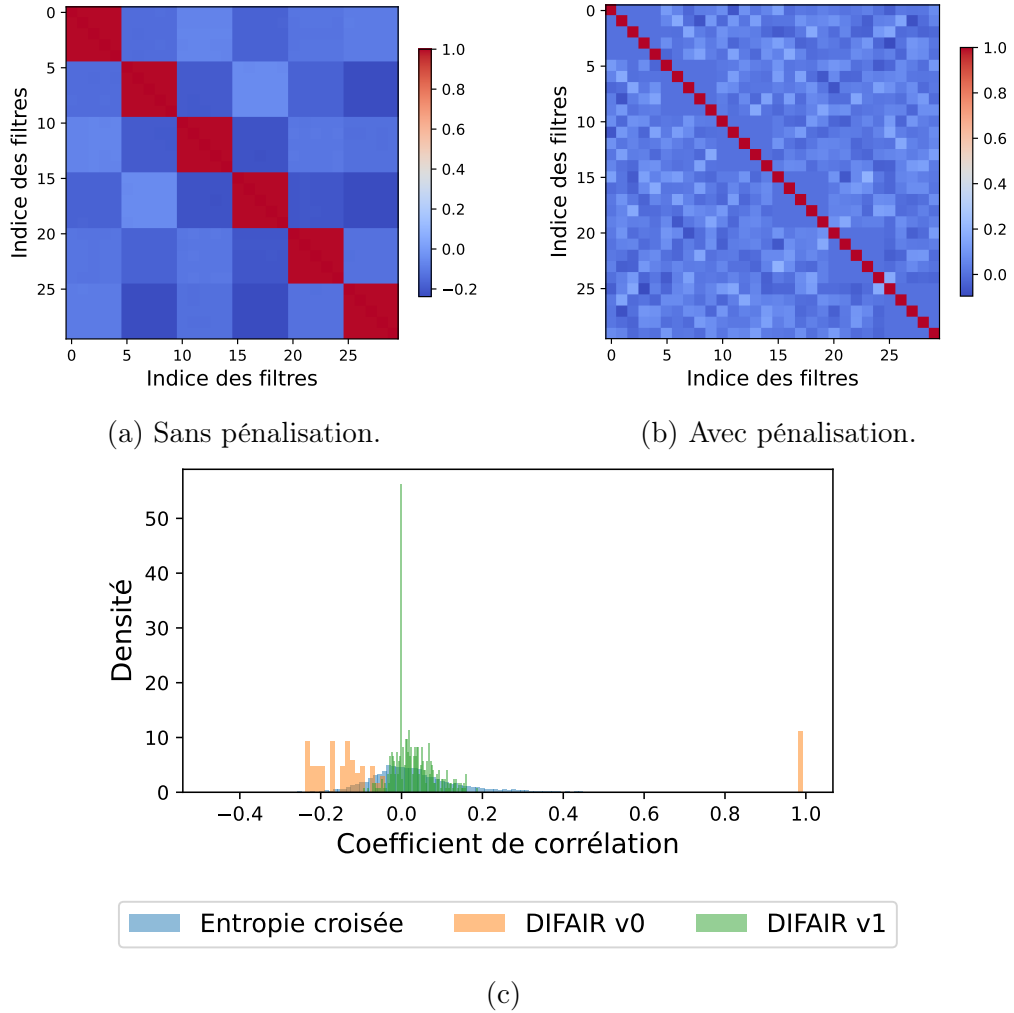 0
5
10
15
20
25
Indice des filtres
0 5 10 15 20 25
Indice des filtres
1.0
0.8
0.6
0.4
0.2
0.0
−0.2
(a) Sans pénalisation.
0
5
10
15
20
25
Indice des filtres
0 5 10 15 20 25
Indice des filtres
1.0
0.8
0.6
0.4
0.2
0.0
(b) Avec pénalisation.
Densité
50
40
30
20
10
0
−0.4 −0.2 0.0 0.2 0.4 0.6 0.8 1.0
Coefficient de corrélation
Entropie croisée DIFAIR v0 DIFAIR v1
(c)